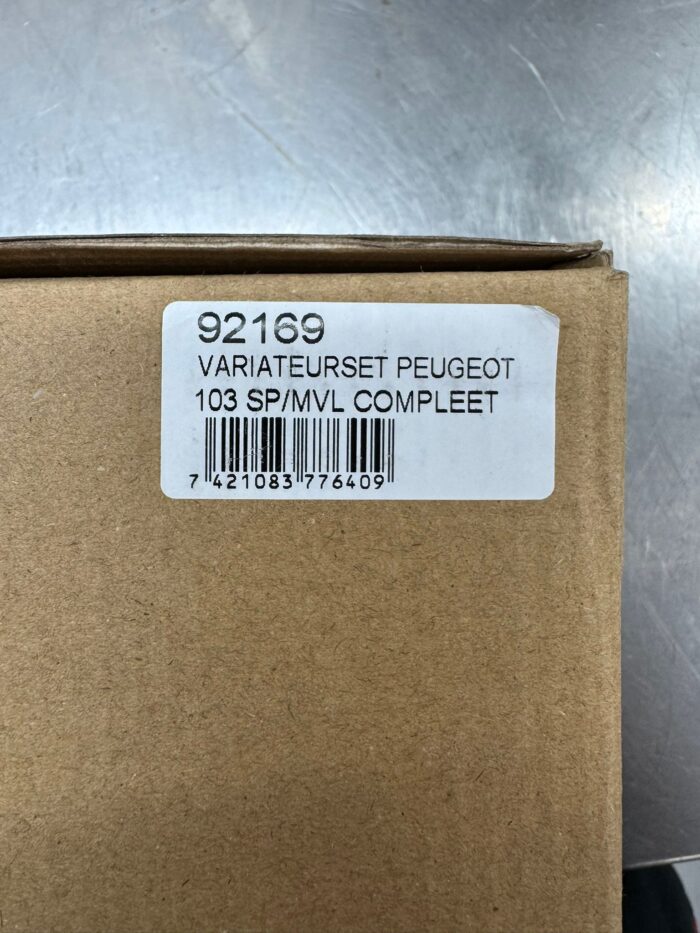 92169
VARIATEURSET PEUGEOT
103 SP/MVL COMPLEET
7 421083 776409